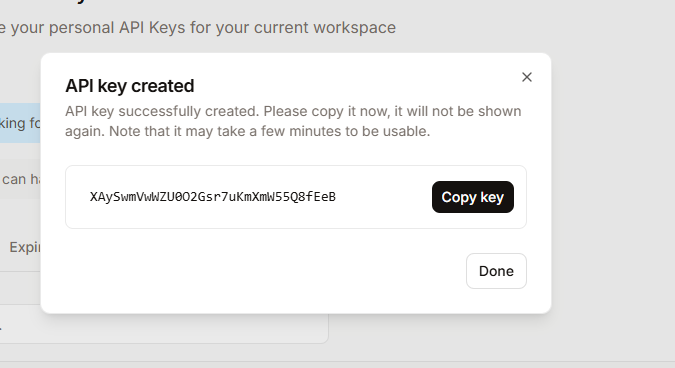 e your personal API Keys for your current workspace
API key created
API key successfully created. Please copy it now, it will not be shown
again. Note that it may take a few minutes to be usable.
king fo
can ha
XAySwmVwWZU0O2Gsr7uKmXmW55Q8fEeB
Copy key
Expi
Done